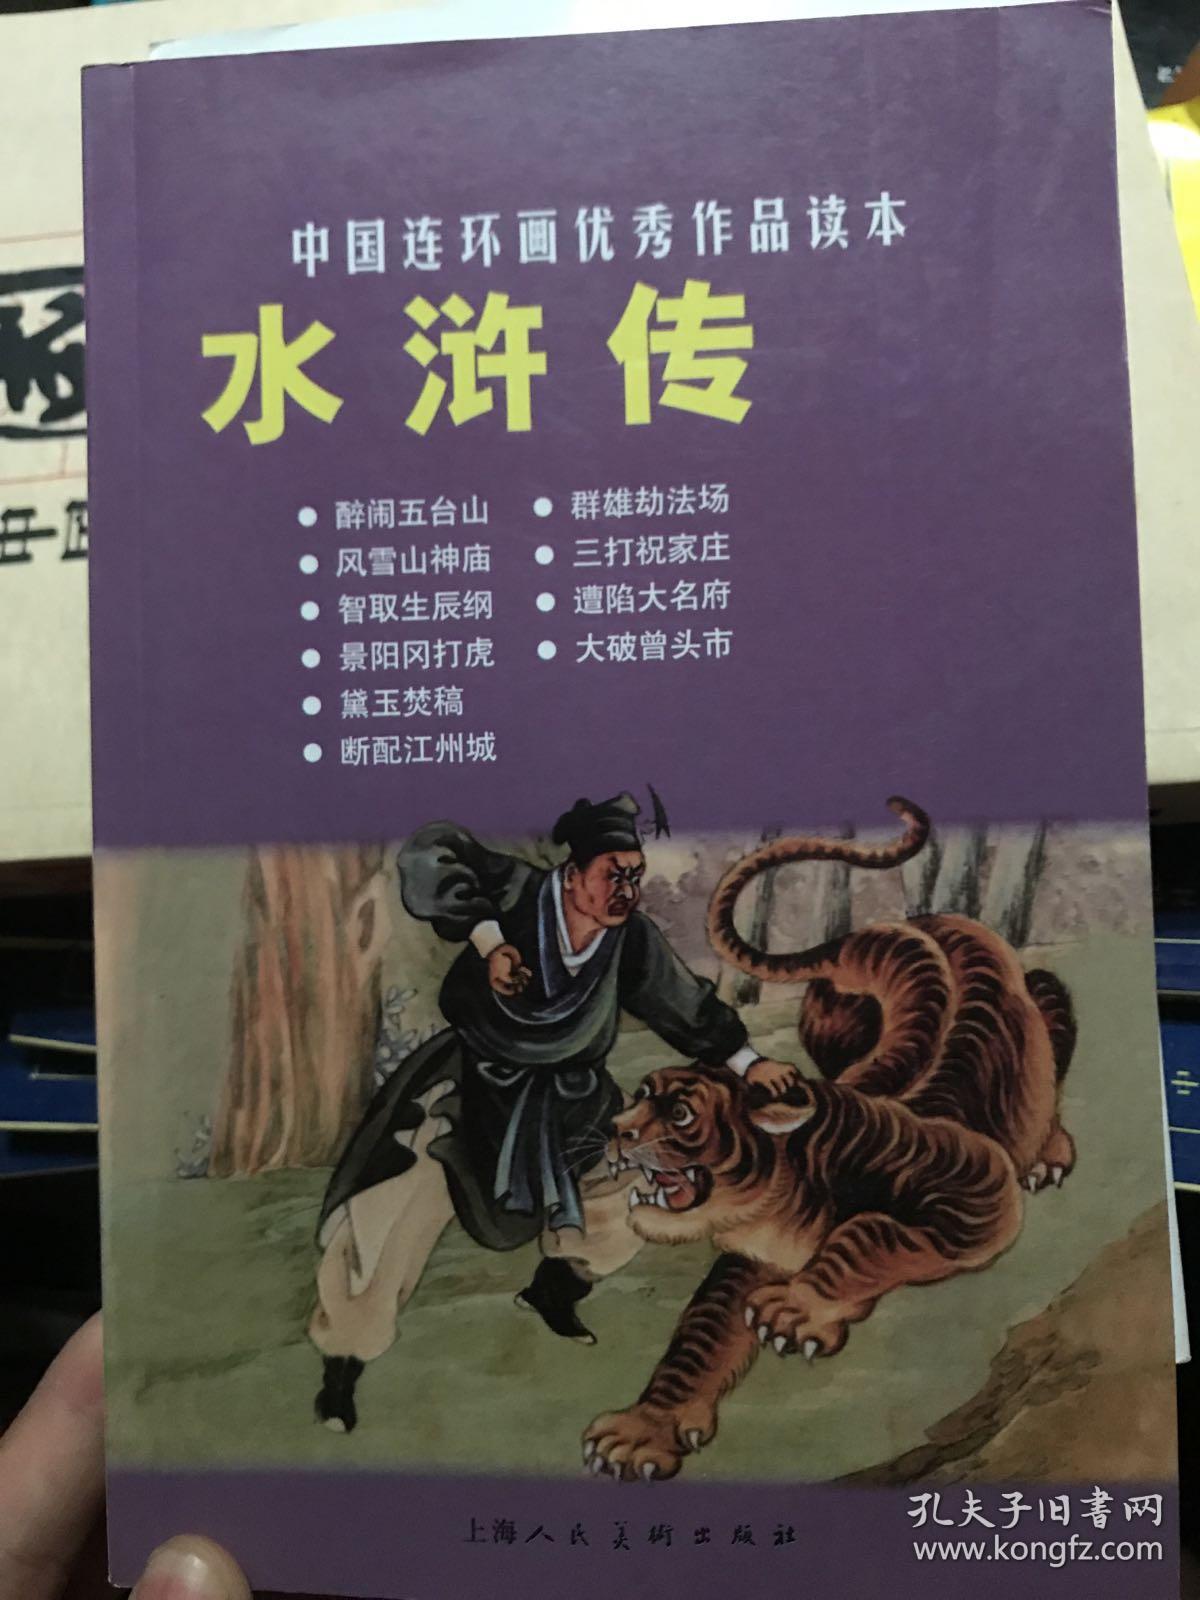 中国连环画优秀作品读本
水浒传
● 醉闹五台山
● 风雪山神庙
● 智取生辰纲
● 景阳冈打虎
● 黛玉焚稿
● 断配江州城
● 群雄劫法场
● 三打祝家庄
● 遭陷大名府
● 大破曾头市
上海人民美術出版社
孔夫子旧書网
www.kongfz.com